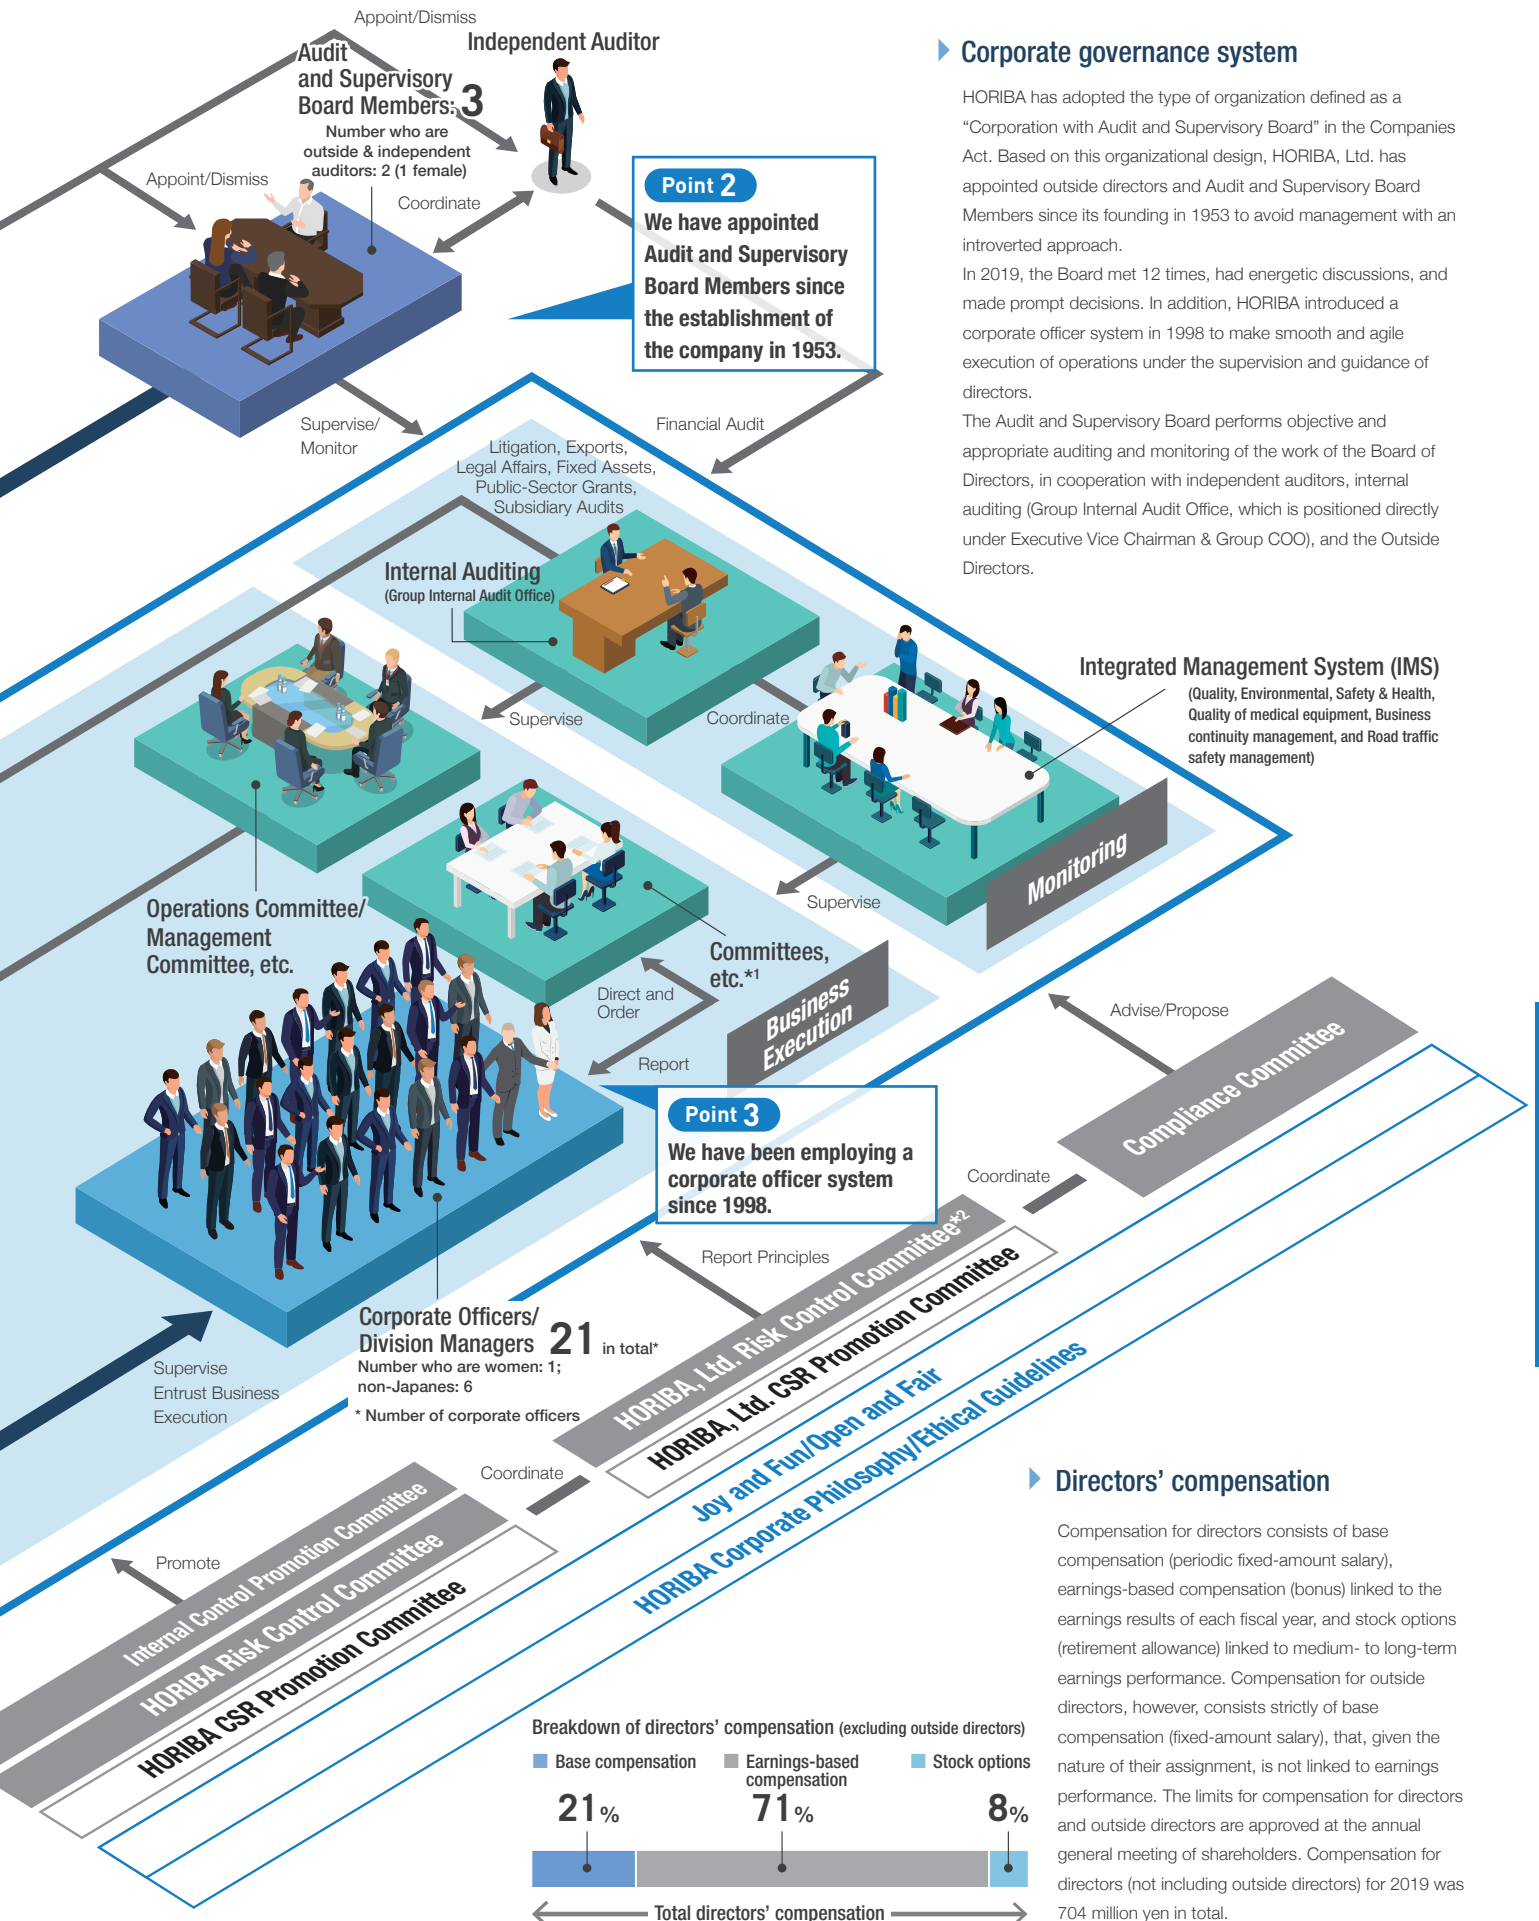 Appoint/Dismiss
Independent Auditor
Audit
and Supervisory
Board Members: 3
Number who are
outside & independent
auditors: 2 (1 female)
Appoint/Dismiss
Coordinate
Point 2
We have appointed
Audit and Supervisory
Board Members since
the establishment of
the company in 1953.
Supervise/
Monitor
Financial Audit
Litigation, Exports,
Legal Affairs, Fixed Assets,
Public-Sector Grants,
Subsidiary Audits
Internal Auditing
(Group Internal Audit Office)
Supervise
Coordinate
Integrated Management System (IMS)
(Quality, Environmental, Safety & Health,
Quality of medical equipment, Business
continuity management, and Road traffic
safety management)
Monitoring
Supervise
Operations Committee/
Management
Committee, etc.
Committees,
etc.*1
Direct and
Order
Business
Execution
Report
Point 3
We have been employing a
corporate officer system
since 1998.
Advise/Propose
Compliance Committee
Coordinate
Report Principles
HORIBA, Ltd. Risk Control Committee*2
HORIBA, Ltd. CSR Promotion Committee
Joy and Fun/Open and Fair
HORIBA Corporate Philosophy/Ethical Guidelines
Corporate Officers/
Division Managers 21 in total*
Number who are women: 1;
non-Japanes: 6
* Number of corporate officers
Supervise
Entrust Business
Execution
Coordinate
Promote
Internal Control Promotion Committee
HORIBA Risk Control Committee
HORIBA CSR Promotion Committee
Corporate governance system
HORIBA has adopted the type of organization defined as a
“Corporation with Audit and Supervisory Board” in the Companies
Act. Based on this organizational design, HORIBA, Ltd. has
appointed outside directors and Audit and Supervisory Board
Members since its founding in 1953 to avoid management with an
introverted approach.
In 2019, the Board met 12 times, had energetic discussions, and
made prompt decisions. In addition, HORIBA introduced a
corporate officer system in 1998 to make smooth and agile
execution of operations under the supervision and guidance of
directors.
The Audit and Supervisory Board performs objective and
appropriate auditing and monitoring of the work of the Board of
Directors, in cooperation with independent auditors, internal
auditing (Group Internal Audit Office, which is positioned directly
under Executive Vice Chairman & Group COO), and the Outside
Directors.
Directors’ compensation
Compensation for directors consists of base
compensation (periodic fixed-amount salary),
earnings-based compensation (bonus) linked to the
earnings results of each fiscal year, and stock options
(retirement allowance) linked to medium- to long-term
earnings performance. Compensation for outside
directors, however, consists strictly of base
compensation (fixed-amount salary), that, given the
nature of their assignment, is not linked to earnings
performance. The limits for compensation for directors
and outside directors are approved at the annual
general meeting of shareholders. Compensation for
directors (not including outside directors) for 2019 was
704 million yen in total.
Breakdown of directors’ compensation (excluding outside directors)
Base compensation
Earnings-based
compensation
Stock options
21%
71%
8%
Total directors’ compensation